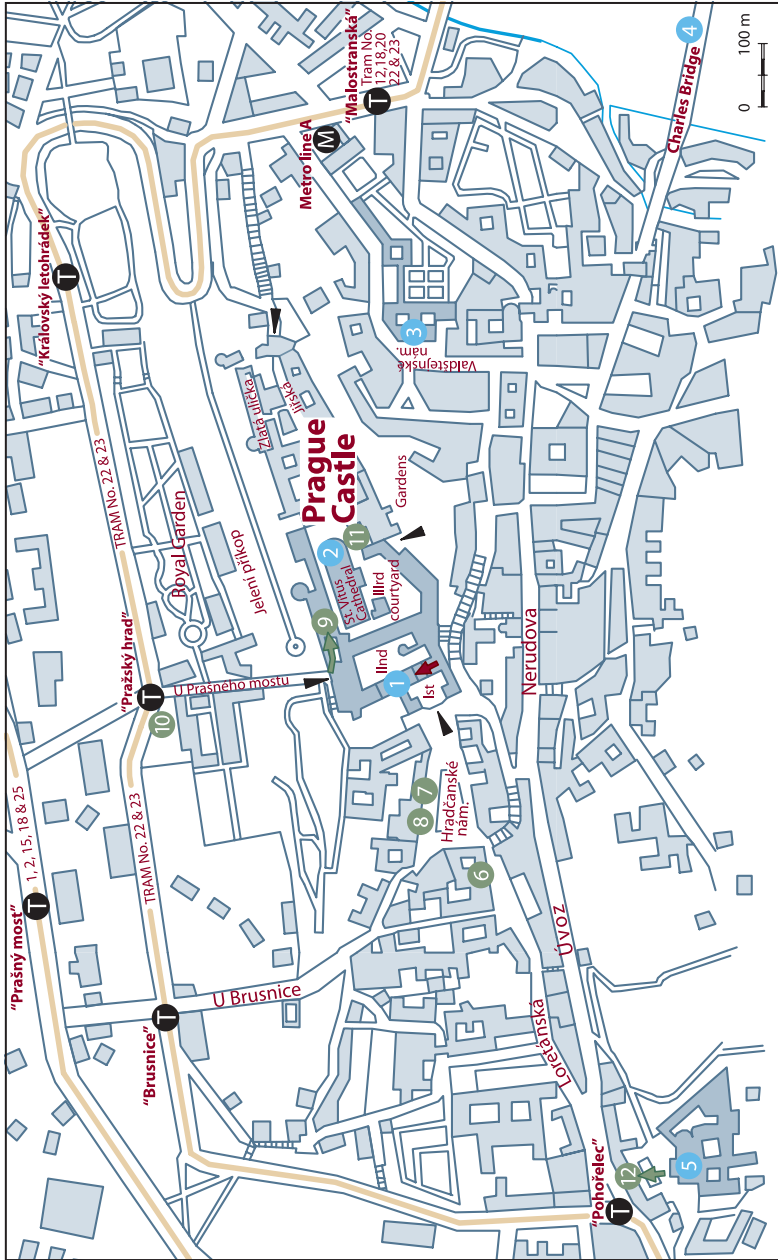 “Prašný most”
1, 2, 15, 18 & 25
“Brusnice”
TRAM No. 22 & 23
“Pražský hrad”
10
TRAM No. 22 & 23
“Královský letohrádek”
T
T
T
T
U Brusnice
U Prašného mostu
Royal Garden
Jelení příkop
9
2
11
St. Vitus
Cathedral
IIIrd
courtyard
IInd
1
Ist
Prague
Castle
Zlatá ulička
Jiřská
Gardens
Metro line A
M
“Malostranská”
Tram No.
12,18,20
22 & 23
T
3
Valdštejnské
nám.
8
7
Hradčanské
nám.
6
Nerudova
Úvoz
Loretánská
“Pohořelec”
T
12
5
Charles Bridge
4
0
100 m